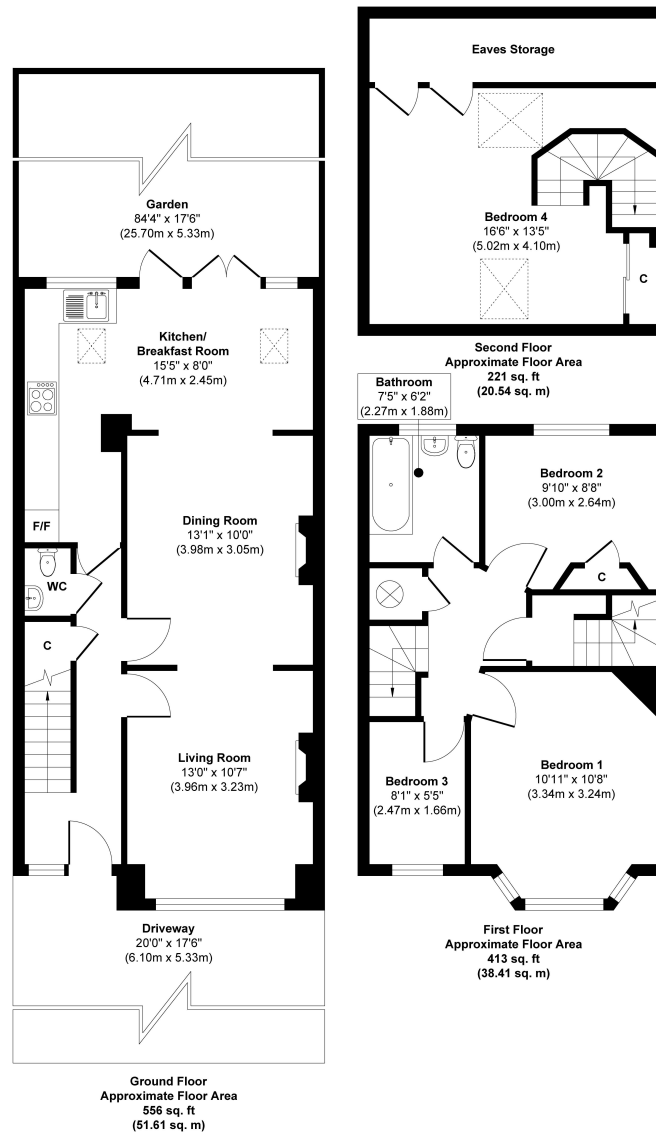 Eaves Storage
Bedroom 4
16'6" x 13'5"
(5.02m x 4.10m)
C
Second Floor
Approximate Floor Area
221 sq. ft
(20.54 sq. m)
Garden
84'4" x 17'6"
(25.70m x 5.33m)
Kitchen/
Breakfast Room
15'5" x 8'0"
(4.71m x 2.45m)
F/F
Dining Room
13'1" x 10'0"
(3.98m x 3.05m)
WC
C
Living Room
13'0" x 10'7"
(3.96m x 3.23m)
Driveway
20'0" x 17'6"
(6.10m x 5.33m)
Ground Floor
Approximate Floor Area
556 sq. ft
(51.61 sq. m)
Bathroom
7'5" x 6'2"
(2.27m x 1.88m)
Bedroom 2
9'10" x 8'8"
(3.00m x 2.64m)
C
Bedroom 1
10'11" x 10'8"
(3.34m x 3.24m)
Bedroom 3
8'1" x 5'5"
(2.47m x 1.66m)
First Floor
Approximate Floor Area
413 sq. ft
(38.41 sq. m)